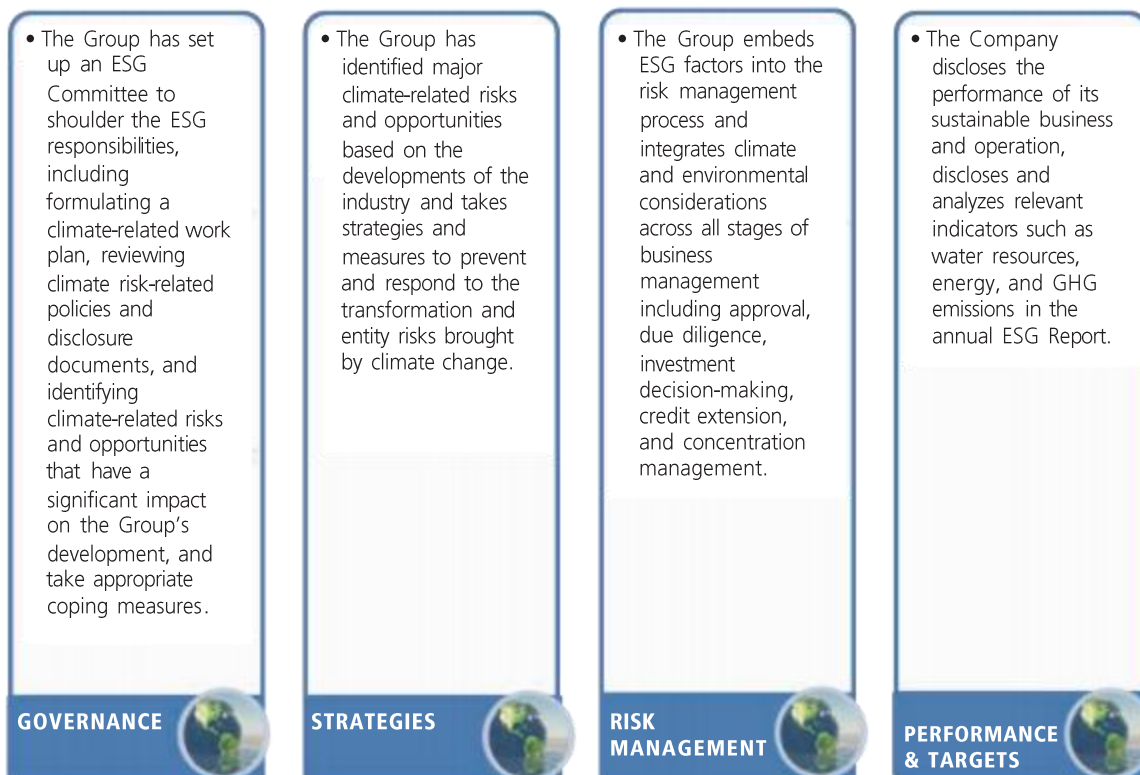 • The Group has set
up an ESG
Committee to
shoulder the ESG
responsibilities,
including
formulating a
climate-related work
plan, reviewing
climate risk-related
policies and
disclosure
documents, and
identifying
climate-related risks
and opportunities
that have a
significant impact
on the Group's
development, and
take appropriate
coping measures.
GOVERNANCE
• The Group has
identified major
climate-related risks
and opportunities
based on the
developments of the
industry and takes
strategies and
measures to prevent
and respond to the
transformation and
entity risks brought
by climate change.
STRATEGIES
• The Group embeds
ESG factors into the
risk management
process and
integrates climate
and environmental
considerations
across all stages of
business
management
including approval,
due diligence,
investment
decision-making,
credit extension,
and concentration
management.
RISK
MANAGEMENT
• The Company
discloses the
performance of its
sustainable business
and operation,
discloses and
analyzes relevant
indicators such as
water resources,
energy, and GHG
emissions in the
annual ESG Report.
PERFORMANCE
& TARGETS